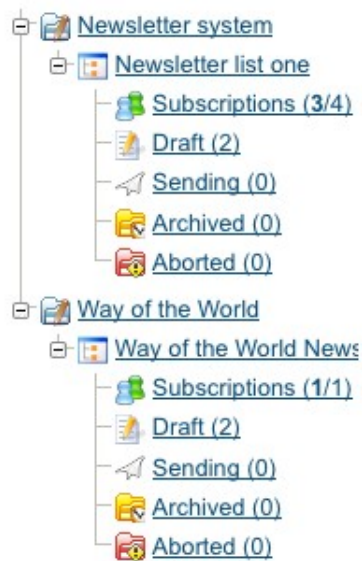 Newsletter system
Newsletter list one
Subscriptions (3/4)
Draft (2)
Sending (0)
Archived (0)
Aborted (0)
Way of the World
Way of the World News
Subscriptions (1/1)
Draft (2)
Sending (0)
Archived (0)
Aborted (0)